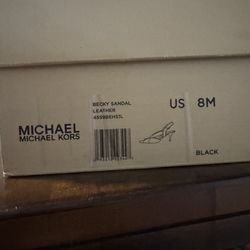 BECKY SANDAL
LEATHER
US 8M
MICHAEL
MICHAEL KORS
BLACK